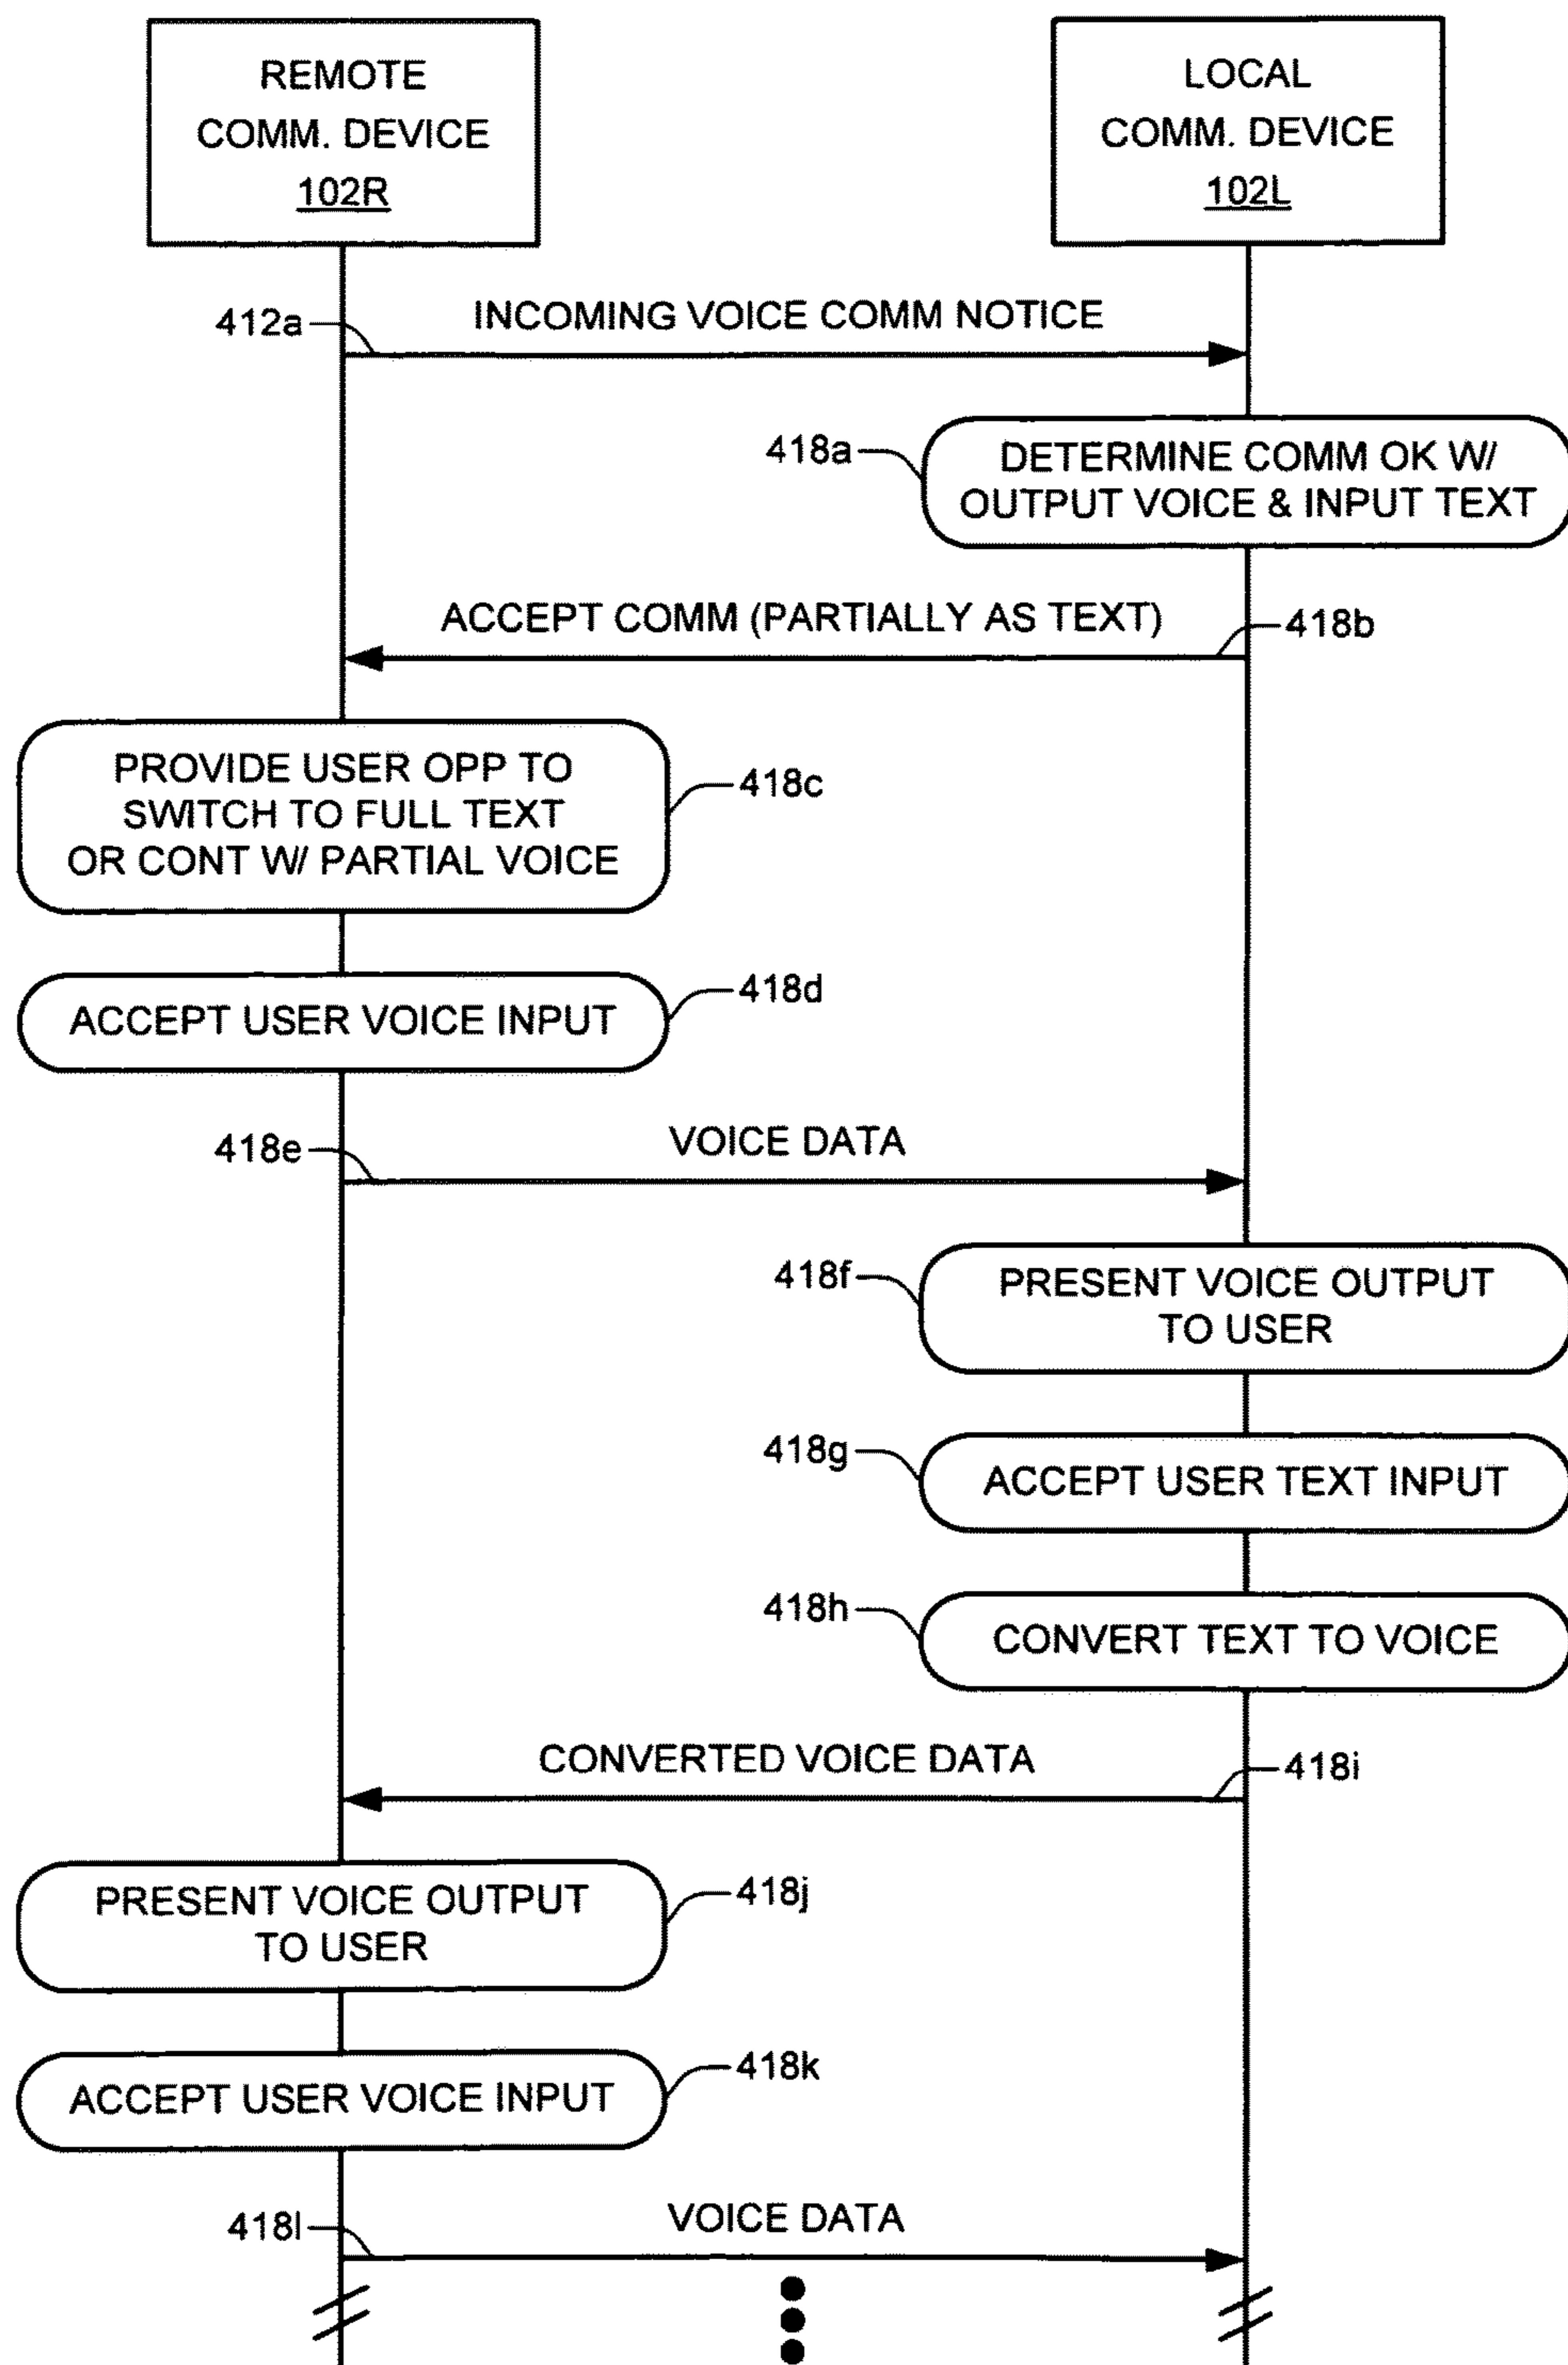 REMOTE
COMM. DEVICE
102R
LOCAL
COMM. DEVICE
102L
412a
INCOMING VOICE COMM NOTICE
418a
DETERMINE COMM OK W/
OUTPUT VOICE & INPUT TEXT
ACCEPT COMM (PARTIALLY AS TEXT)
418b
PROVIDE USER OPP TO
SWITCH TO FULL TEXT
OR CONT W/ PARTIAL VOICE
418c
ACCEPT USER VOICE INPUT
418d
418e
VOICE DATA
418f
PRESENT VOICE OUTPUT
TO USER
418g
ACCEPT USER TEXT INPUT
418h
CONVERT TEXT TO VOICE
CONVERTED VOICE DATA
418i
PRESENT VOICE OUTPUT
TO USER
418j
ACCEPT USER VOICE INPUT
418k
418l
VOICE DATA